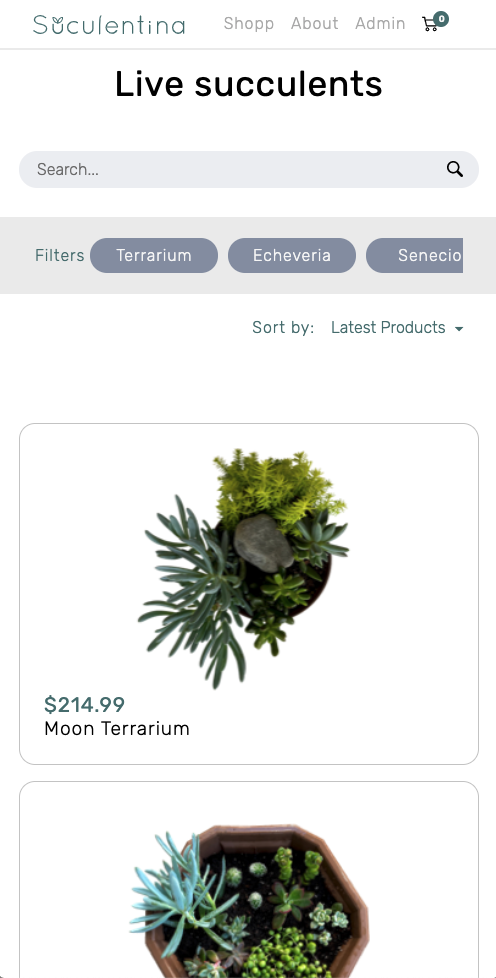 Suculentina Shopp About Admin 0
Live succulents
Search...
Filters Terrarium Echeveria Senecio
Sort by: Latest Products
$214.99
Moon Terrarium